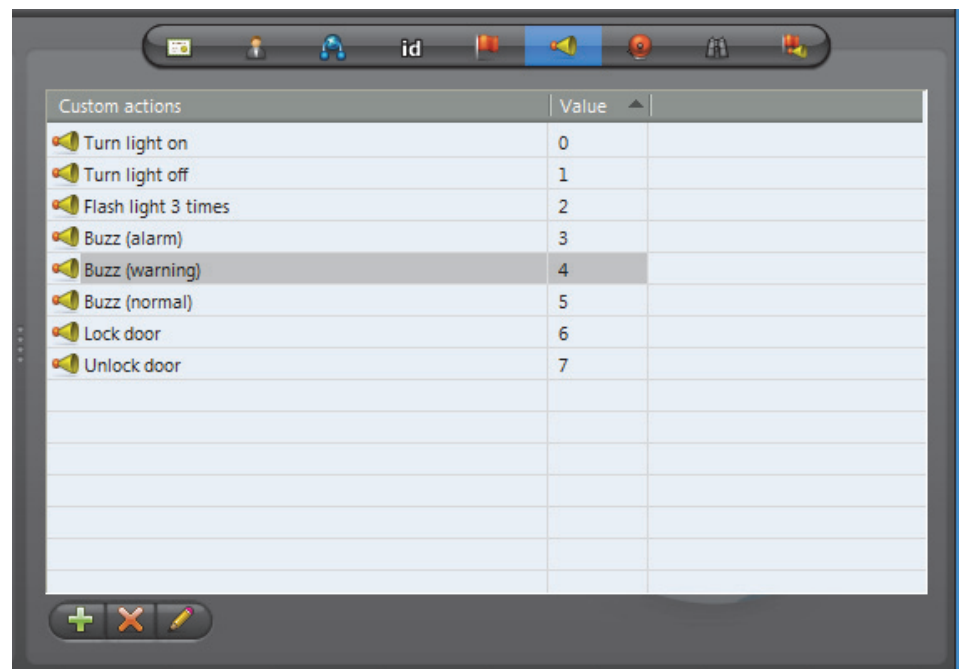 id
Custom actions Value
Turn light on 0
Turn light off 1
Flash light 3 times 2
Buzz (alarm) 3
Buzz (warning) 4
Buzz (normal) 5
Lock door 6
Unlock door 7